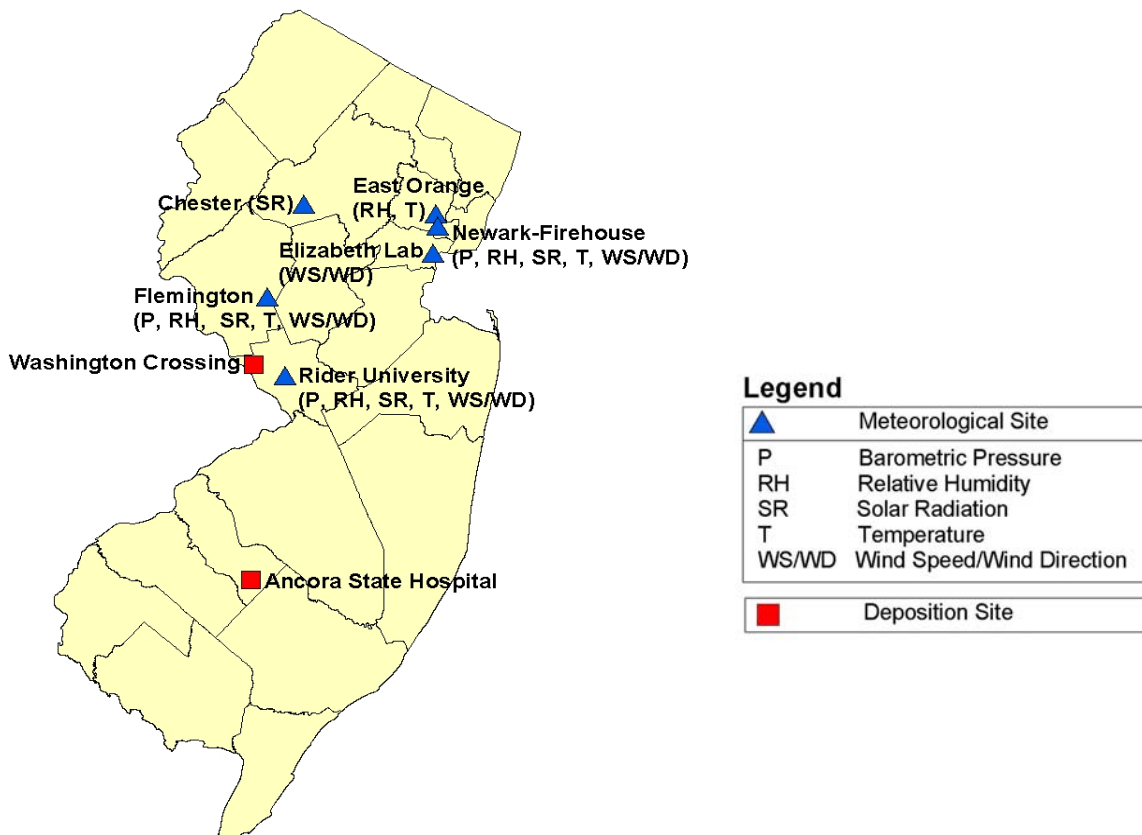 East Orange
(RH, T)
Chester (SR)
Newark-Firehouse
(P, RH, SR, T, WS/WD)
Elizabeth Lab
(WS/WD)
Flemington
(P, RH, SR, T, WS/WD)
Washington Crossing
Rider University
(P, RH, SR, T, WS/WD)
Ancora State Hospital
Legend
Meteorological Site
P Barometric Pressure
RH Relative Humidity
SR Solar Radiation
T Temperature
WS/WD Wind Speed/Wind Direction
Deposition Site